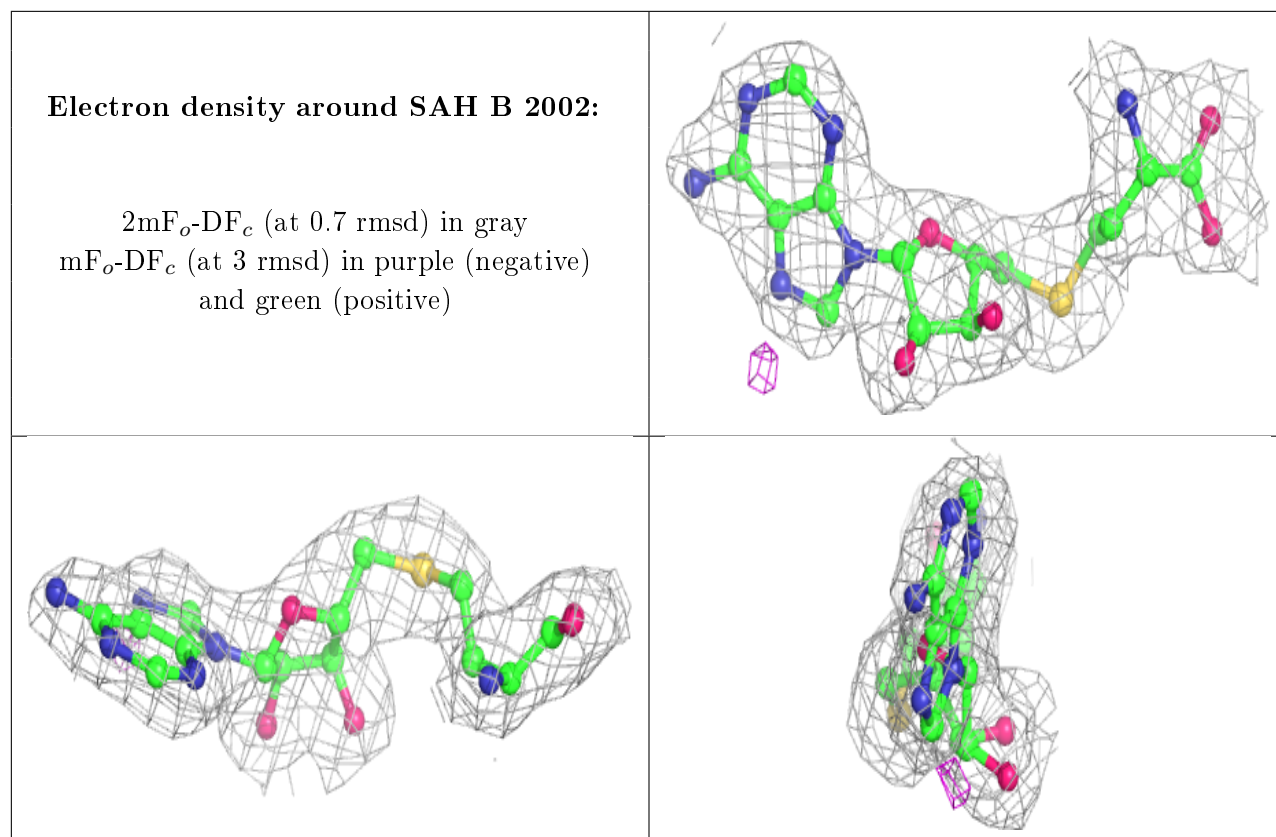 Electron density around SAH B 2002:
2mFo-DFc (at 0.7 rmsd) in gray
mFo-DFc (at 3 rmsd) in purple (negative)
and green (positive)